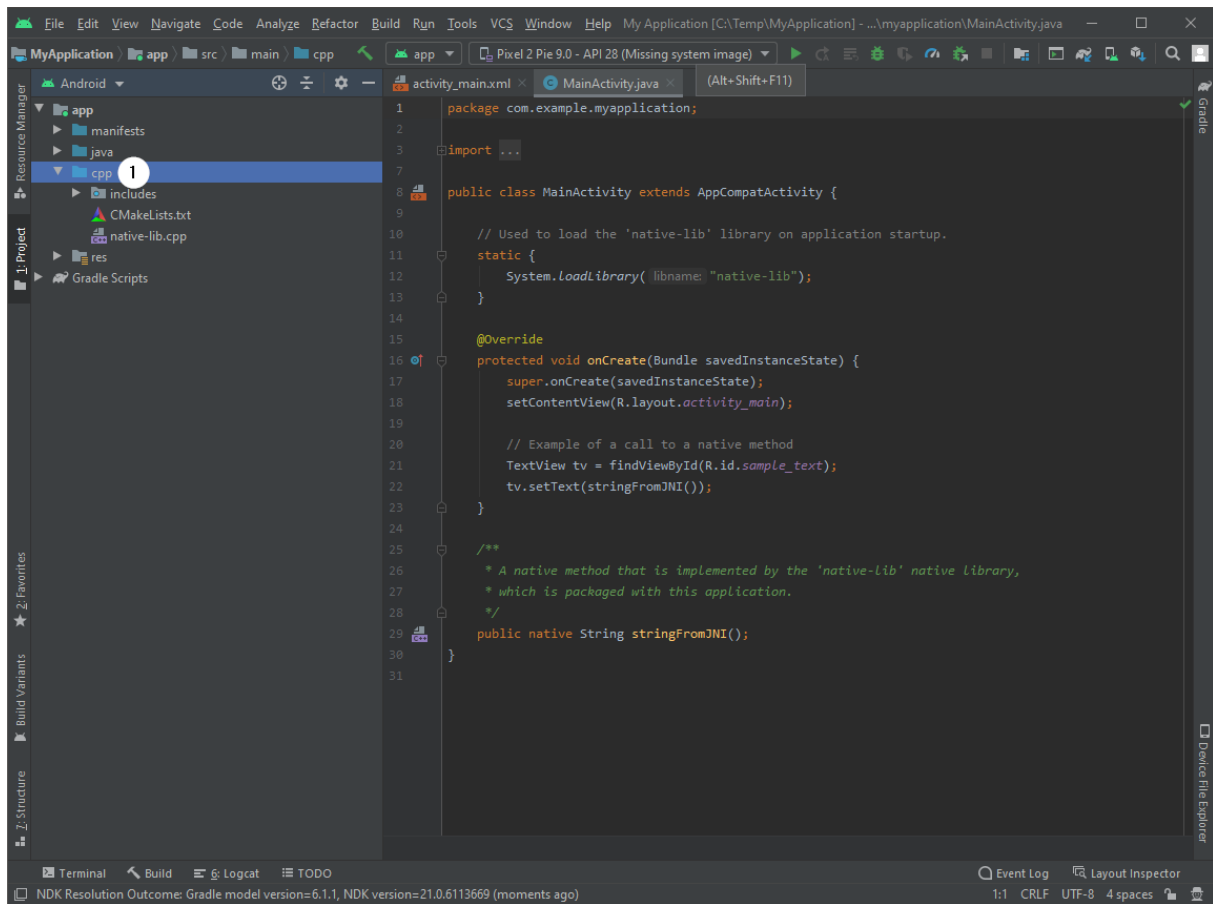 File Edit View Navigate Code Analyze Refactor Build Run Tools VCS Window Help My Application [C:\Temp\MyApplication] - ...\myapplication\MainActivity.java
MyApplication app src main cpp app Pixel 2 Pie 9.0 - API 28 (Missing system image)
Android
activity_main.xml MainActivity.java (Alt+Shift+F11)
app
manifests
java
cpp 1
includes
CMakeLists.txt
native-lib.cpp
res
Gradle Scripts
Resource Manager
1: Project
2: Favorites
Build Variants
7: Structure
1 package com.example.myapplication;
2
3 import ...
7
8 public class MainActivity extends AppCompatActivity {
9
10 // Used to load the 'native-lib' library on application startup.
11 static {
12 System.loadLibrary( libname: "native-lib");
13 }
14
15 @Override
16 protected void onCreate(Bundle savedInstanceState) {
17 super.onCreate(savedInstanceState);
18 setContentView(R.layout.activity_main);
19
20 // Example of a call to a native method
21 TextView tv = findViewById(R.id.sample_text);
22 tv.setText(stringFromJNI());
23 }
24
25 /**
26 * A native method that is implemented by the 'native-lib' native library,
27 * which is packaged with this application.
28 */
29 public native String stringFromJNI();
30 }
31
Gradle
Device File Explorer
Terminal Build 6: Logcat TODO Event Log Layout Inspector
NDK Resolution Outcome: Gradle model version=6.1.1, NDK version=21.0.6113669 (moments ago) 1:1 CRLF UTF-8 4 spaces